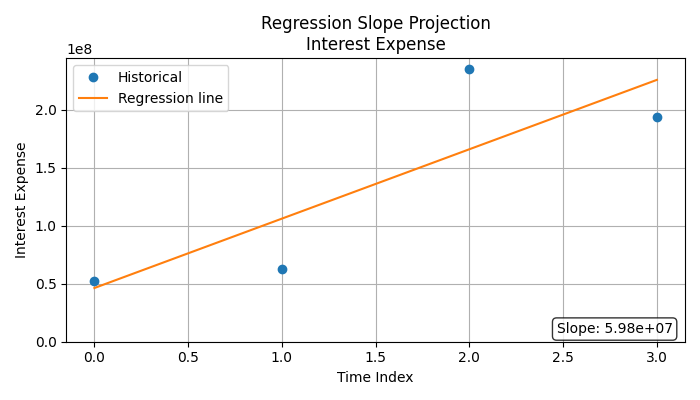 Regression Slope Projection
Interest Expense
1e8
Historical
Regression line
2.0
1.5
1.0
0.5
0.0
Interest Expense
Slope: 5.98e+07
0.0 0.5 1.0 1.5 2.0 2.5 3.0
Time Index